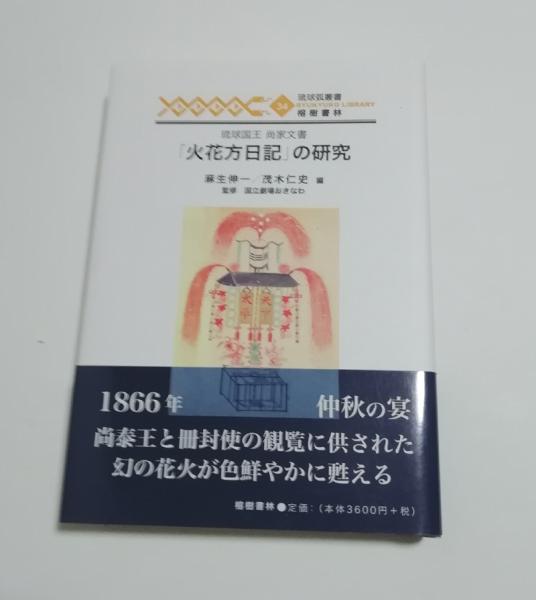 34
琉球弧叢書
RYUKYUKO LIBRARY
榕樹書林
琉球国王 尚家文書
「火花方日記」の研究
麻生伸一／茂木仁史 編
監修 国立劇場おきなわ
太平
天下
1866年 仲秋の宴
尚泰王と冊封使の観覧に供された
幻の花火が色鮮やかに甦える
榕樹書林●定価：（本体3600円＋税）